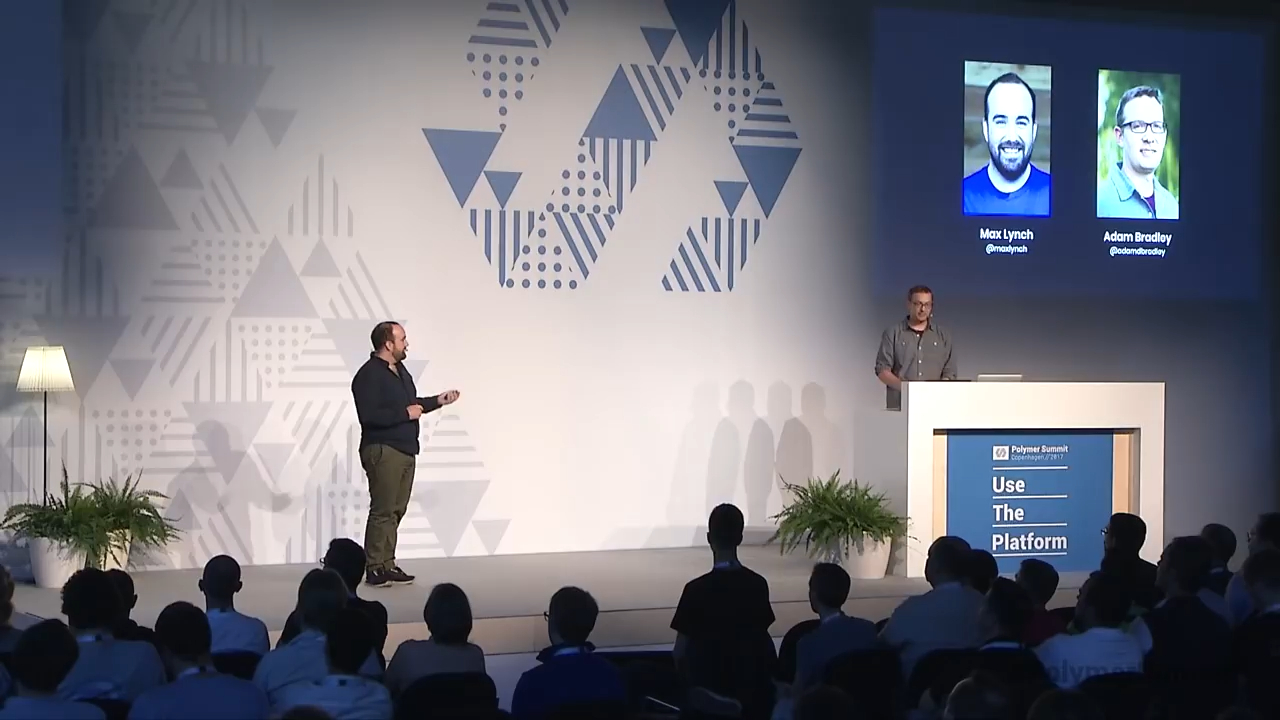 Max Lynch
@maxlynch
Adam Bradley
@adamdbradley
Polymer Summit
Copenhagen // 2017
Use
The
Platform